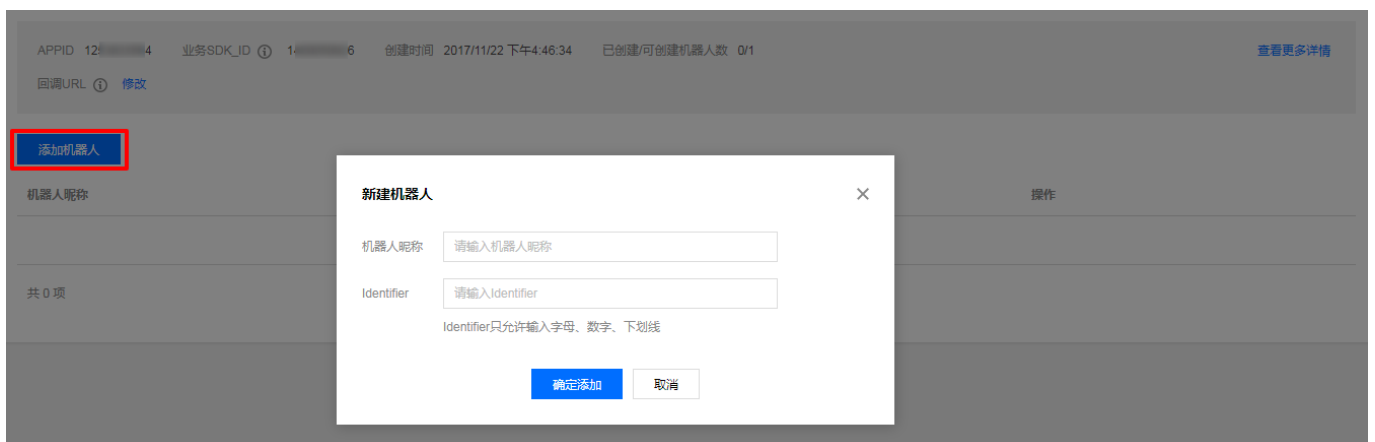 APPID 12 4 业务SDK_ID 14 6 创建时间 2017/11/22 下午4:46:34 已创建/可创建机器人数 0/1 查看更多详情
回调URL 修改
添加机器人
机器人昵称 操作
新建机器人
机器人昵称 请输入机器人昵称
Identifier 请输入Identifier
共 0 项
Identifier只允许输入字母、数字、下划线
确定添加 取消